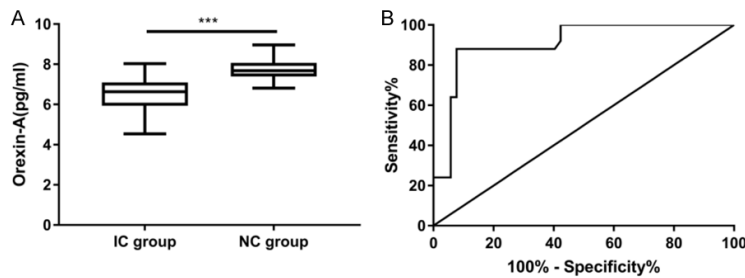 A
***
Orexin-A(pg/ml)
10
8
6
4
2
0
IC group
NC group
B
Sensitivity%
100
80
60
40
20
0
0 20 40 60 80 100
100% - Specificity%